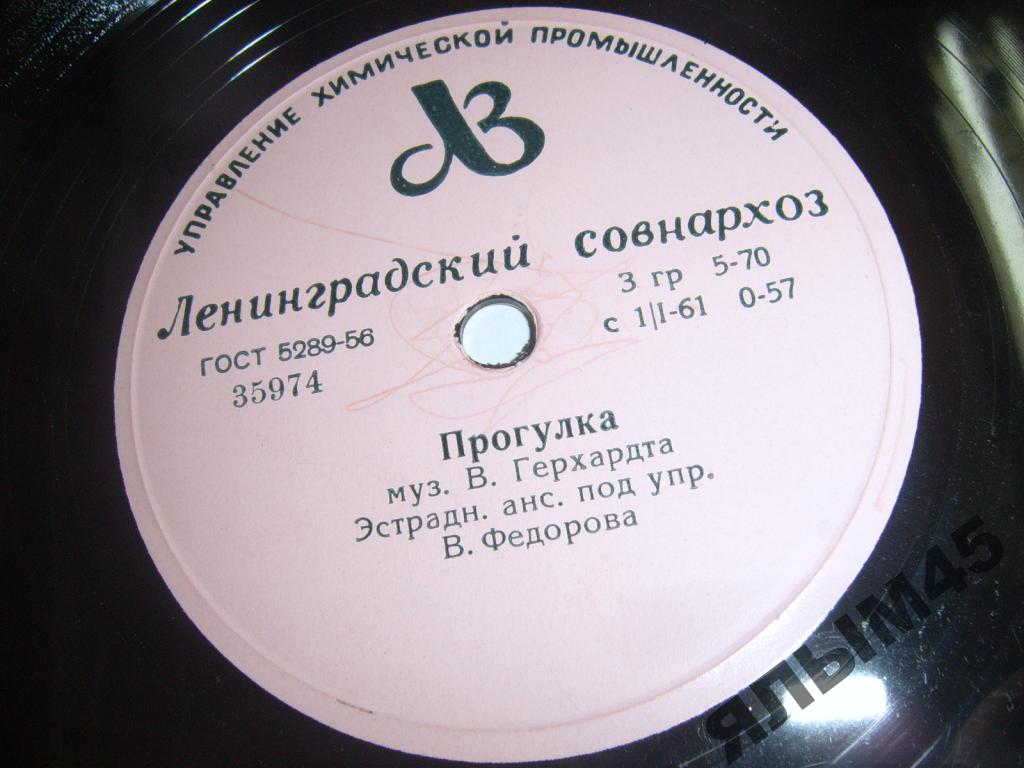 УПРАВЛЕНИЕ ХИМИЧЕСКОЙ ПРОМЫШЛЕННОСТИ
ЛЗ
Ленинградский совнархоз
ГОСТ 5289-56
35974
3 гр 5-70
с 1|I-61 0-57
Прогулка
муз. В. Герхардта
Эстрадн. анс. под упр.
В. Федорова
ЯЛЫМ45